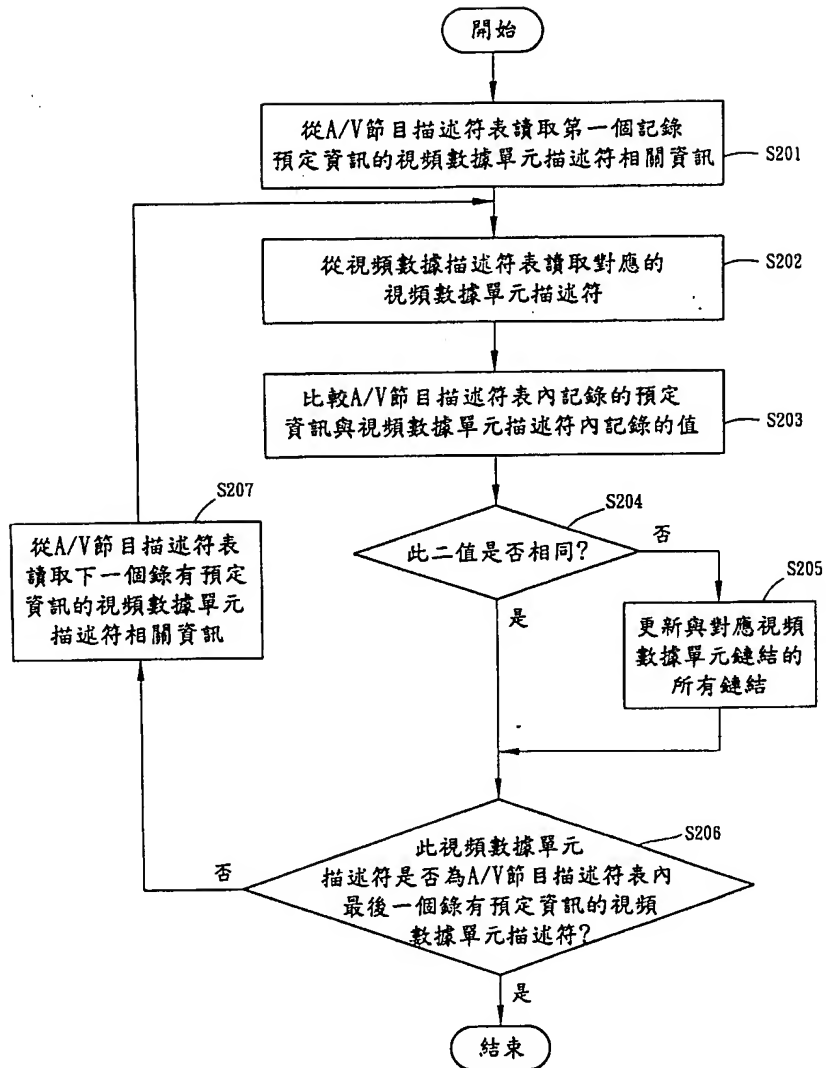 開始
從A/V節目描述符表讀取第一個記錄
預定資訊的視頻數據單元描述符相關資訊
S201
從視頻數據描述符表讀取對應的
視頻數據單元描述符
S202
比較A/V節目描述符表內記錄的預定
資訊與視頻數據單元描述符內記錄的值
S203
此二值是否相同?
S204
否
是
更新與對應視頻
數據單元鏈結的
所有鏈結
S205
此視頻數據單元
描述符是否為A/V節目描述符表內
最後一個錄有預定資訊的視頻
數據單元描述符?
S206
否
是
從A/V節目描述符表
讀取下一個錄有預定
資訊的視頻數據單元
描述符相關資訊
S207
結束